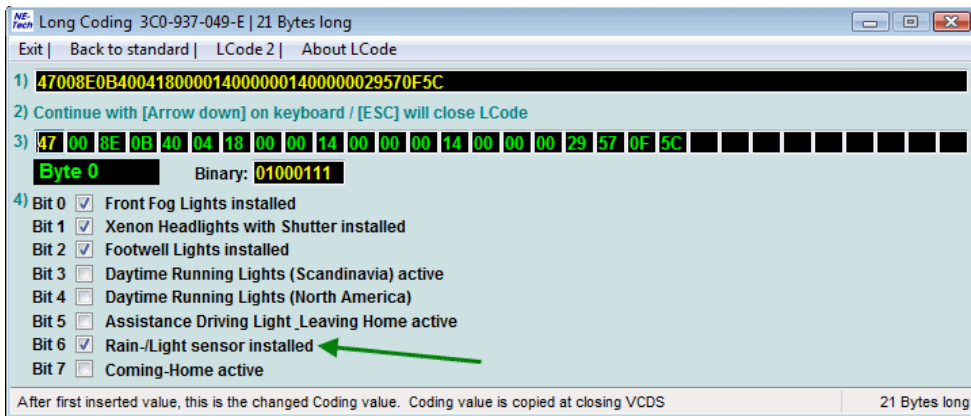 NE-Tech Long Coding 3C0-937-049-E | 21 Bytes long
Exit | Back to standard | LCode 2 | About LCode
1) 47008E0B4004180000140000001400000029570F5C
2) Continue with [Arrow down] on keyboard / [ESC] will close LCode
3) 47 00 8E 0B 40 04 18 00 00 14 00 00 00 14 00 00 00 29 57 0F 5C
Byte 0 Binary: 01000111
4) Bit 0 Front Fog Lights installed
Bit 1 Xenon Headlights with Shutter installed
Bit 2 Footwell Lights installed
Bit 3 Daytime Running Lights (Scandinavia) active
Bit 4 Daytime Running Lights (North America)
Bit 5 Assistance Driving Light _Leaving Home active
Bit 6 Rain-/Light sensor installed
Bit 7 Coming-Home active
After first inserted value, this is the changed Coding value. Coding value is copied at closing VCDS 21 Bytes long